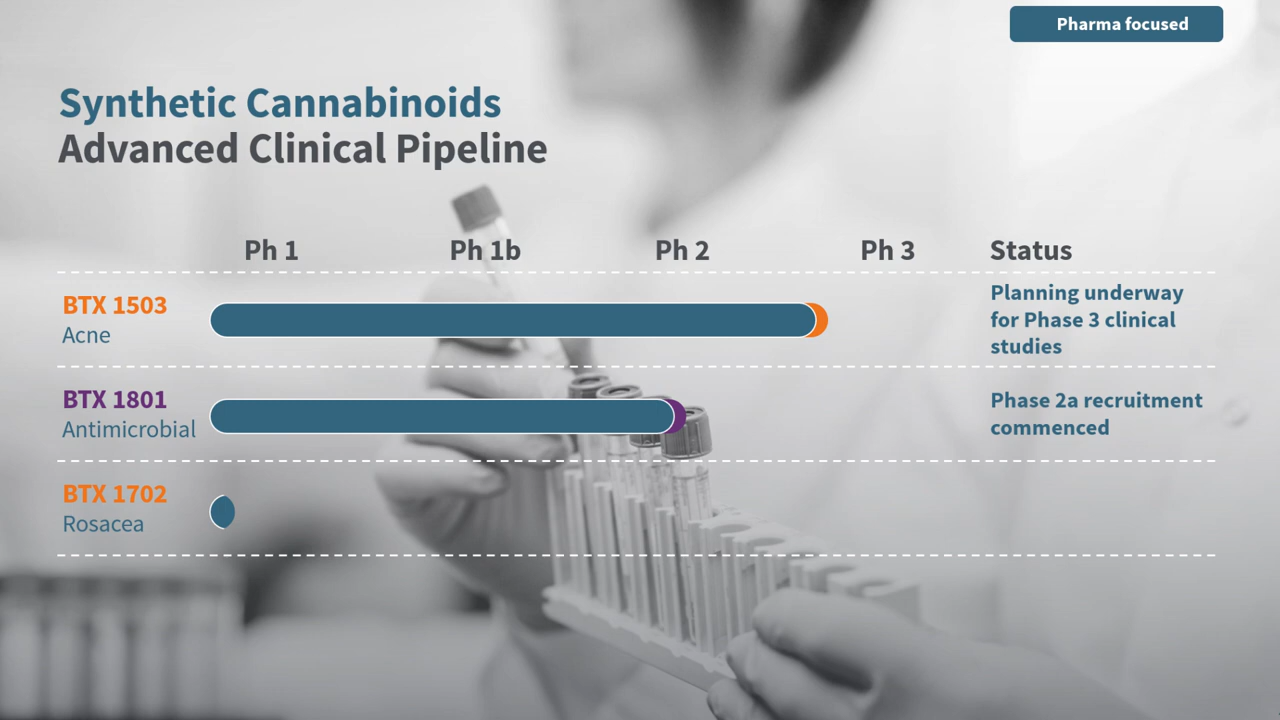 Pharma focused
Synthetic Cannabinoids
Advanced Clinical Pipeline
Ph 1
Ph 1b
Ph 2
Ph 3
Status
BTX 1503
Acne
Planning underway
for Phase 3 clinical
studies
BTX 1801
Antimicrobial
Phase 2a recruitment
commenced
BTX 1702
Rosacea